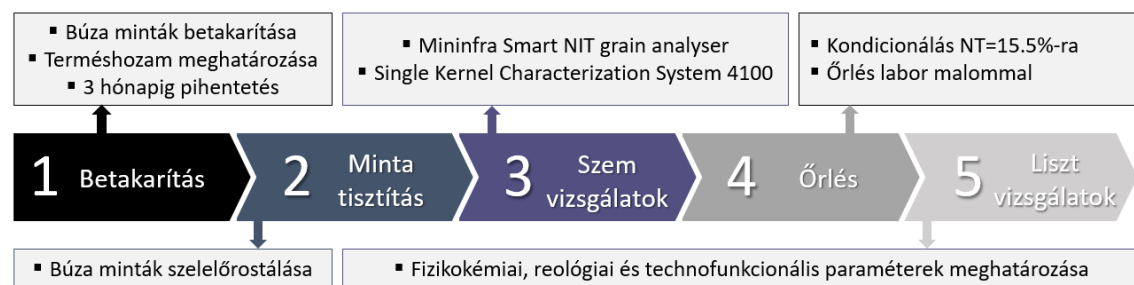 ▪ Búza minták betakarítása
▪ Terméshozam meghatározása
▪ 3 hónapig pihentetés
▪ Mininfra Smart NIT grain analyser
▪ Single Kernel Characterization System 4100
▪ Kondicionálás NT=15.5%-ra
▪ Őrlés labor malommal
1 Betakarítás
2 Minta
tisztítás
3 Szem
vizsgálatok
4 Őrlés
5 Liszt
vizsgálatok
▪ Búza minták szelelőrostálása
▪ Fizikokémiai, reológiai és technofunkcionális paraméterek meghatározása